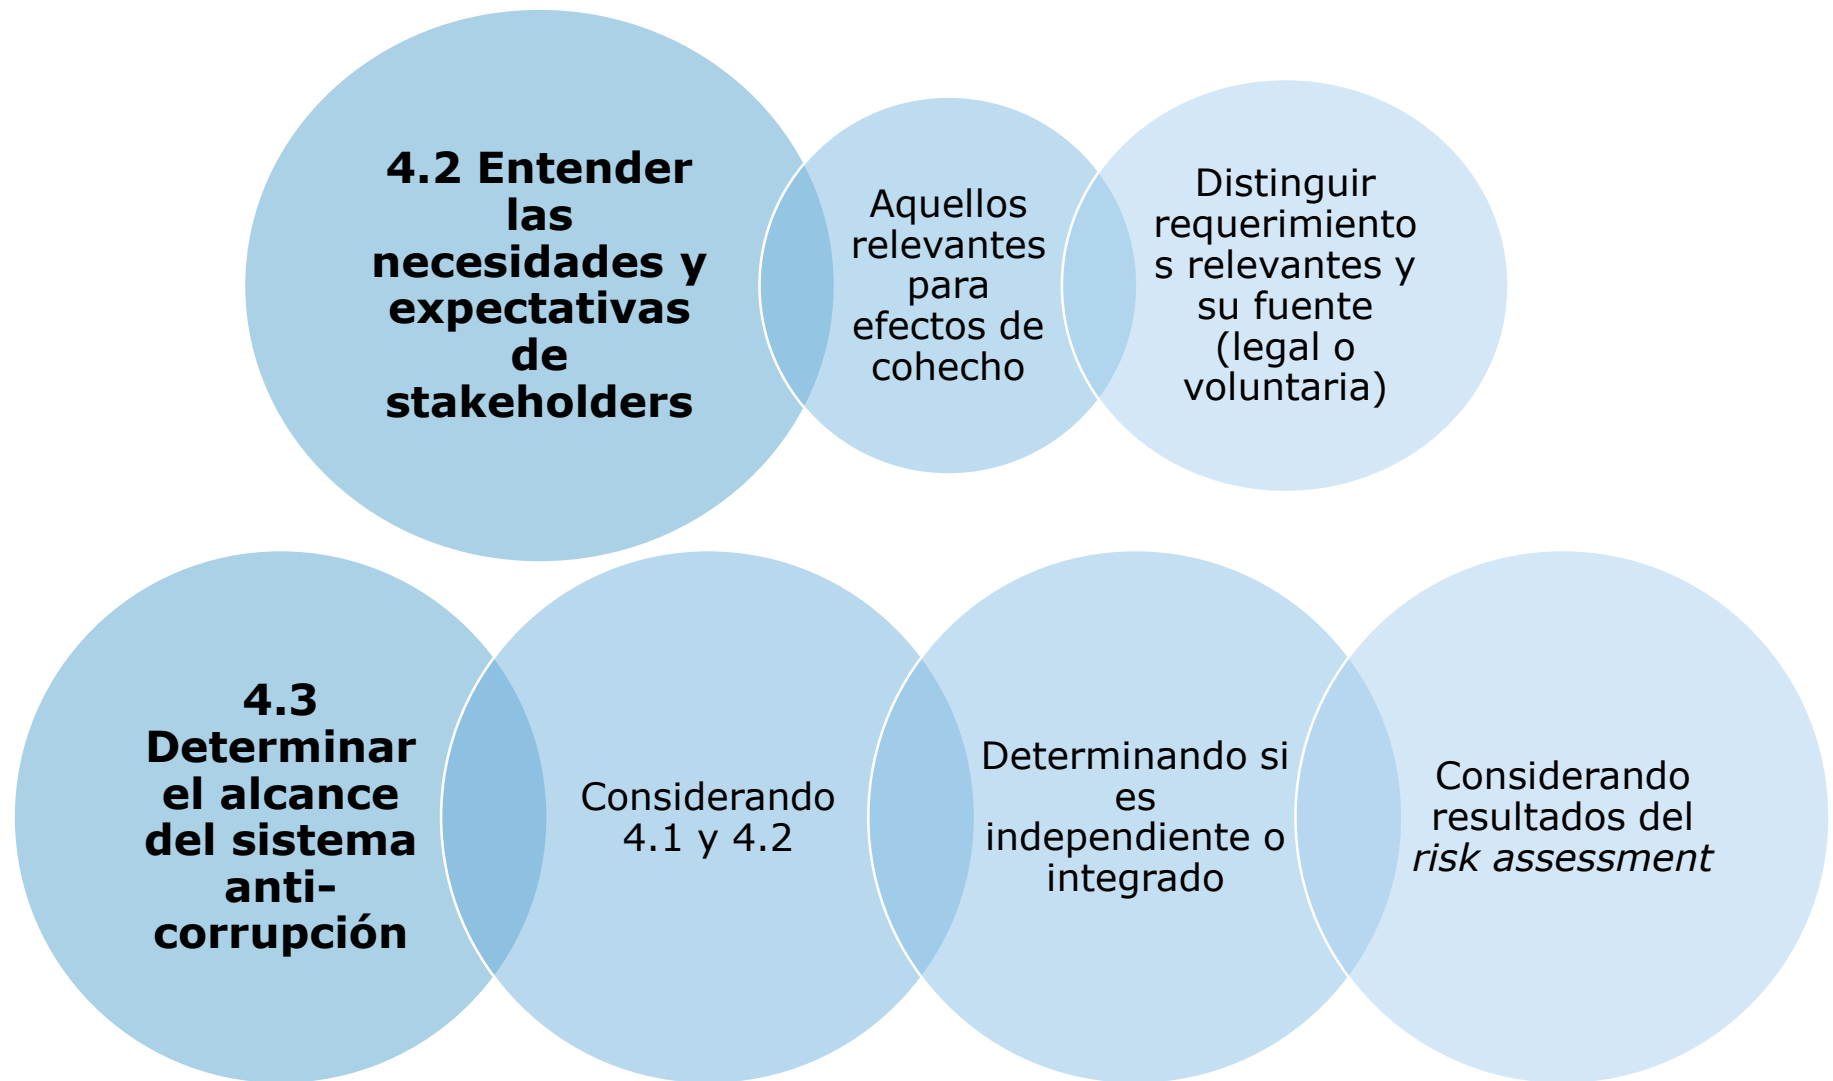 4.2 Entender
las
necesidades y
expectativas
de
stakeholders
Aquellos
relevantes
para
efectos de
cohecho
Distinguir
requerimiento
s relevantes y
su fuente
(legal o
voluntaria)
4.3
Determinar
el alcance
del sistema
anti-
corrupción
Considerando
4.1 y 4.2
Determinando si
es
independiente o
integrado
Considerando
resultados del
risk assessment